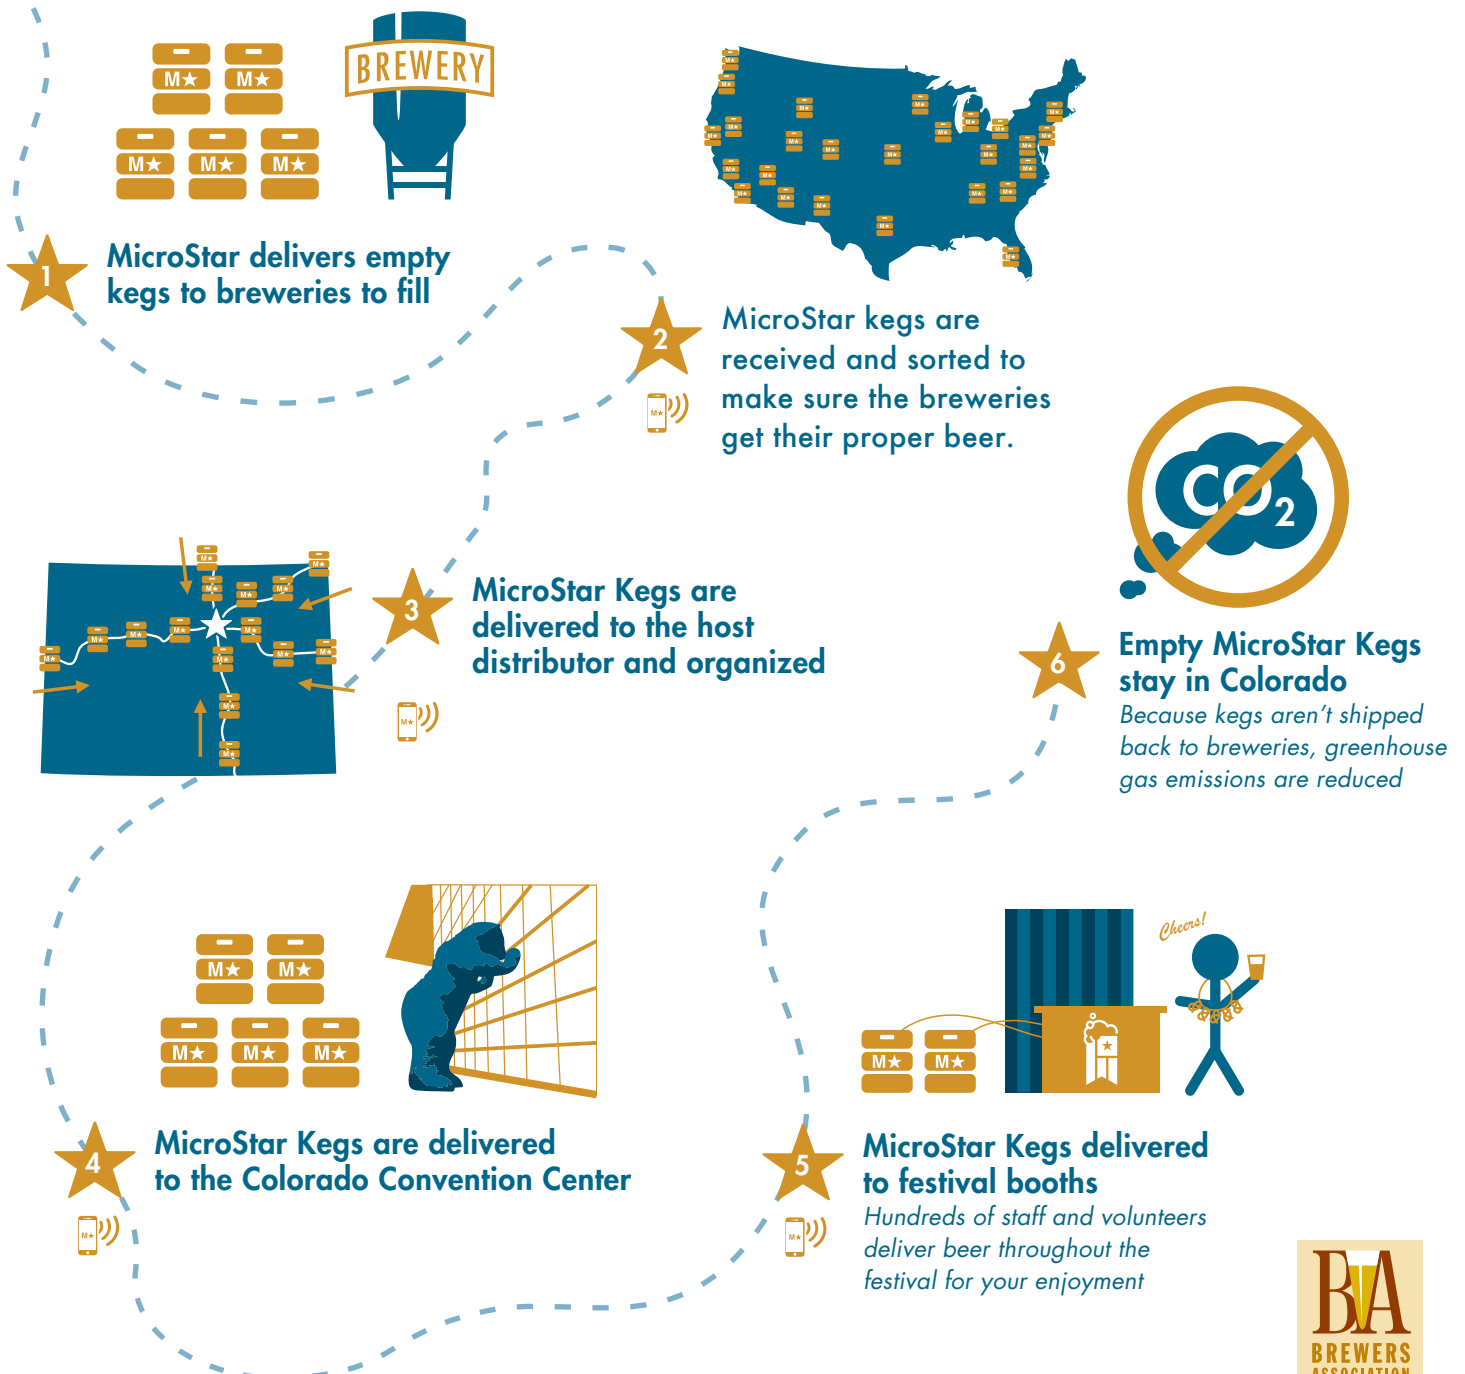 M★ M★
BREWERY
M★ M★ M★
1
MicroStar delivers empty
kegs to breweries to fill
2
MicroStar kegs are
received and sorted to
make sure the breweries
get their proper beer.
M★
CO2
3
MicroStar Kegs are
delivered to the host
distributor and organized
M★
6
Empty MicroStar Kegs
stay in Colorado
Because kegs aren't shipped
back to breweries, greenhouse
gas emissions are reduced
M★ M★
M★ M★ M★
4
MicroStar Kegs are delivered
to the Colorado Convention Center
M★
Cheers!
M★ M★
5
MicroStar Kegs delivered
to festival booths
Hundreds of staff and volunteers
deliver beer throughout the
festival for your enjoyment
M★
BA
BREWERS
ASSOCIATION